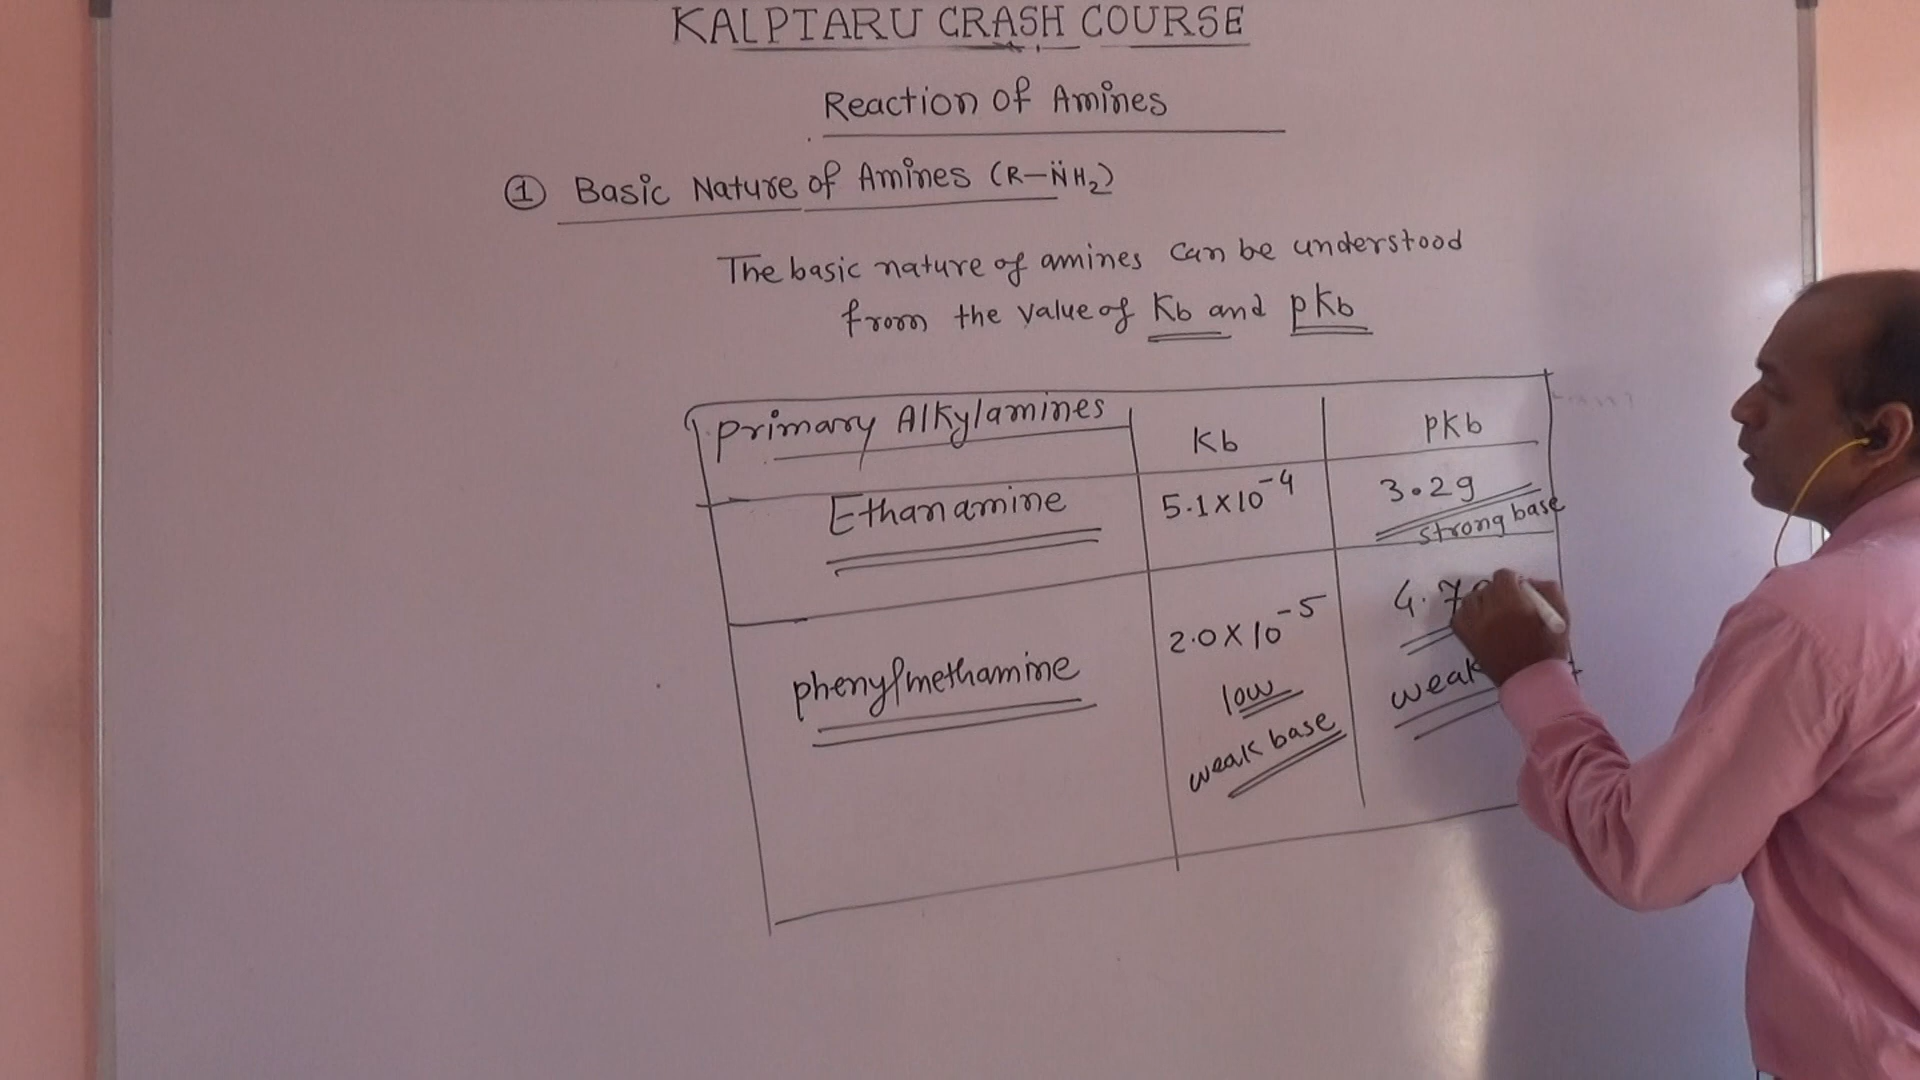 KALPTARU CRASH COURSE
Reaction of Amines
① Basic Nature of Amines (R-N̈H₂)
The basic nature of amines can be understood
from the value of Kb and pKb
primary Alkylamines Kb pKb
Ethanamine 5.1×10⁻⁴ 3.29
strong base
phenylmethamine 2.0×10⁻⁵ 4.7
low weak
weak base